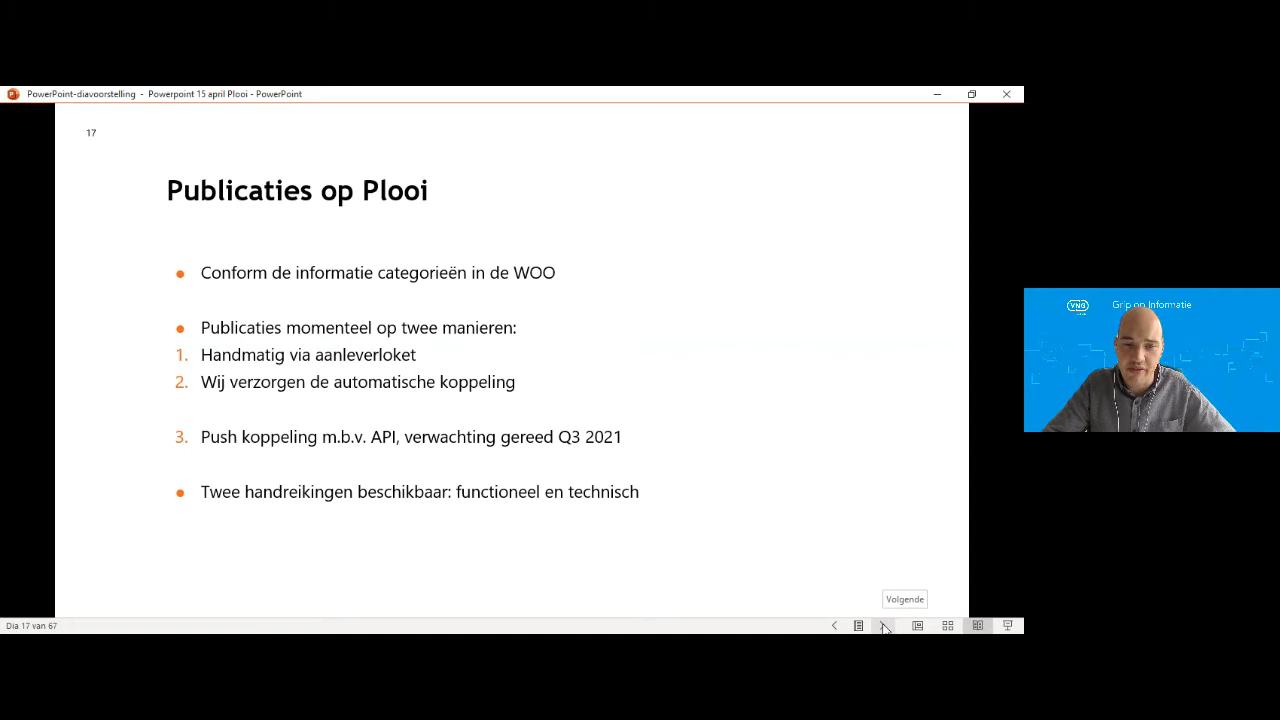 PowerPoint-diavoorstelling - Powerpoint 15 april Plooi - PowerPoint
17
Publicaties op Plooi
Conform de informatie categorieën in de WOO
Publicaties momenteel op twee manieren:
1. Handmatig via aanleverloket
2. Wij verzorgen de automatische koppeling
3. Push koppeling m.b.v. API, verwachting gereed Q3 2021
Twee handreikingen beschikbaar: functioneel en technisch
VNG
Grip op Informatie
Volgende
Dia 17 van 67